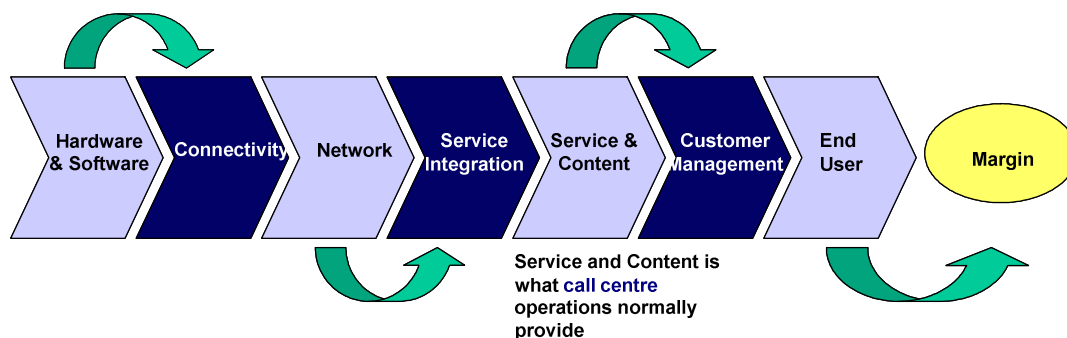 Hardware
& Software
Connectivity
Network
Service
Integration
Service &
Content
Customer
Management
End
User
Margin
Service and Content is
what call centre
operations normally
provide